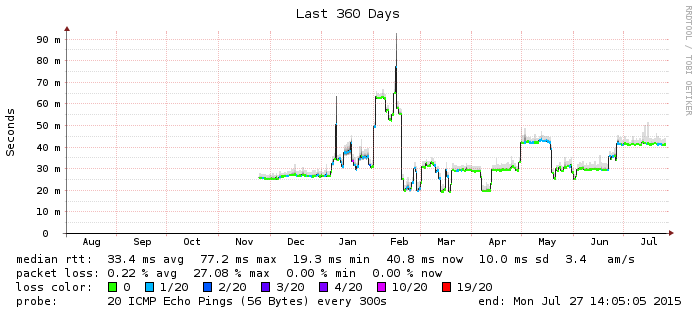 Last 360 Days
RRDTOOL / TOBI OETIKER
Seconds
90 m
80 m
70 m
60 m
50 m
40 m
30 m
20 m
10 m
0
Aug Sep Oct Nov Dec Jan Feb Mar Apr May Jun Jul
median rtt: 33.4 ms avg 77.2 ms max 19.3 ms min 40.8 ms now 10.0 ms sd 3.4 am/s
packet loss: 0.22 % avg 27.08 % max 0.00 % min 0.00 % now
loss color: 0 1/20 2/20 3/20 4/20 10/20 19/20
probe: 20 ICMP Echo Pings (56 Bytes) every 300s end: Mon Jul 27 14:05:05 2015